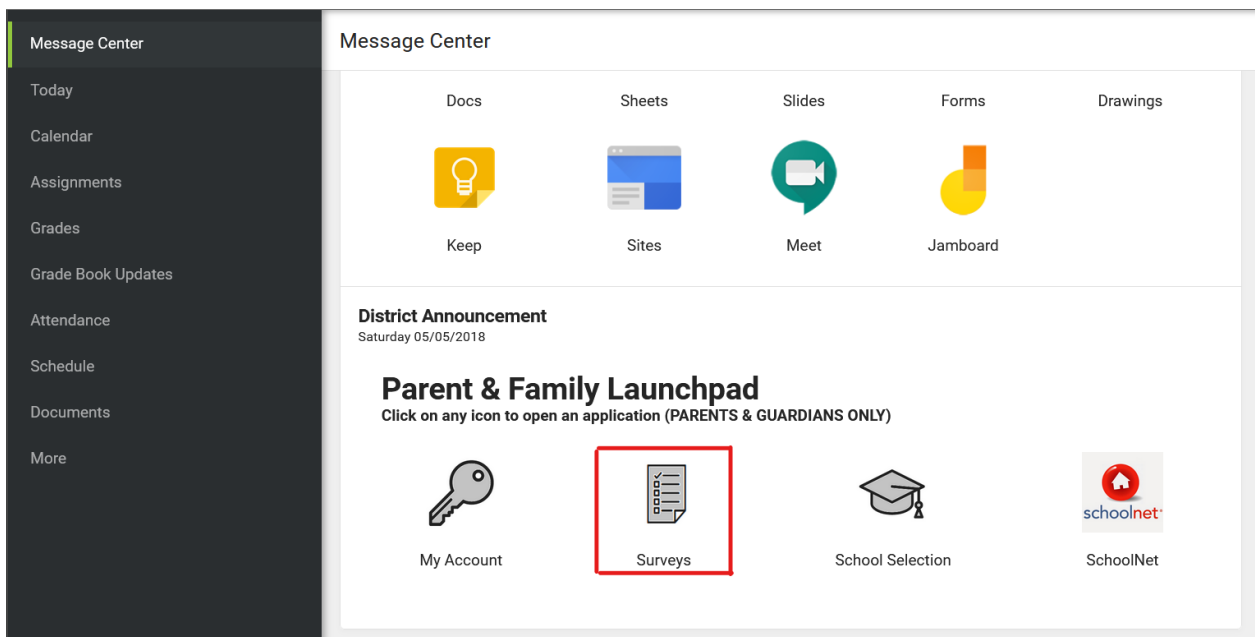 Message Center
Today
Calendar
Assignments
Grades
Grade Book Updates
Attendance
Schedule
Documents
More
Message Center
Docs Sheets Slides Forms Drawings
Keep Sites Meet Jamboard
District Announcement
Saturday 05/05/2018
Parent & Family Launchpad
Click on any icon to open an application (PARENTS & GUARDIANS ONLY)
schoolnet
My Account Surveys School Selection SchoolNet